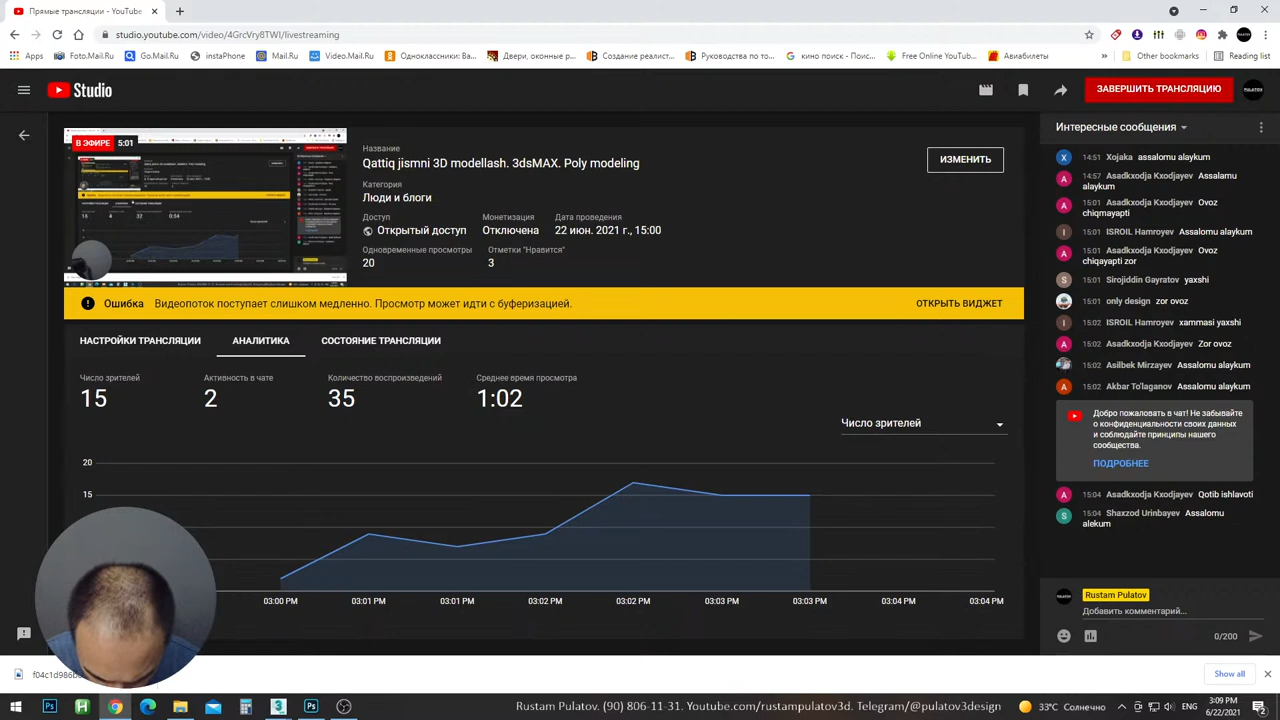 Прямые трансляции - YouTube
studio.youtube.com/video/4GrcVry8TWI/livestreaming
Apps
Foto.Mail.Ru
Go.Mail.Ru
instaPhone
Mail.Ru
Video.Mail.Ru
Одноклассники: Ва...
Двери, оконные р...
Создание реалист...
Руководства по то...
кино поиск - Поис...
Free Online YouTub...
Авиабилеты
Other bookmarks
Reading list
Studio
ЗАВЕРШИТЬ ТРАНСЛЯЦИЮ
В ЭФИРЕ 5:01
Название
Qattiq jismni 3D modellash. 3dsMAX. Poly modeling
ИЗМЕНИТЬ
Категория
Люди и блоги
Доступ
Открытый доступ
Монетизация
Отключена
Дата проведения
22 июн. 2021 г., 15:00
Одновременные просмотры
20
Отметки "Нравится"
3
Ошибка Видеопоток поступает слишком медленно. Просмотр может идти с буферизацией.
ОТКРЫТЬ ВИДЖЕТ
НАСТРОЙКИ ТРАНСЛЯЦИИ
АНАЛИТИКА
СОСТОЯНИЕ ТРАНСЛЯЦИИ
Число зрителей
15
Активность в чате
2
Количество воспроизведений
35
Среднее время просмотра
1:02
Число зрителей
20
15
03:00 PM 03:01 PM 03:01 PM 03:02 PM 03:02 PM 03:03 PM 03:03 PM 03:04 PM 03:04 PM
Интересные сообщения
X 14:51 Xojaka assalomu alaykum
A 14:57 Asadkxodja Kxodjayev Assalamu
alaykum
A 15:01 Asadkxodja Kxodjayev Ovoz
chiqayapti
I 15:01 ISROIL Hamroyev Assalomu alaykum
A 15:01 Asadkxodja Kxodjayev Ovoz
chiqayapti zor
S 15:01 Sirojiddin Gayratov yaxshi
15:01 only design zor ovoz
I 15:02 ISROIL Hamroyev xammasi yaxshi
A 15:02 Asadkxodja Kxodjayev Zor ovoz
15:02 Asilbek Mirzayev Assalomu alaykum
A 15:02 Akbar To'laganov Assalomu alaykum
Добро пожаловать в чат! Не забывайте
о конфиденциальности своих данных
и соблюдайте принципы нашего
сообщества.
ПОДРОБНЕЕ
A 15:04 Asadkxodja Kxodjayev Qotib ishlavoti
S 15:04 Shaxzod Urinbayev Assalomu
alekum
Rustam Pulatov
Добавить комментарий...
0/200
Show all
Rustam Pulatov. (90) 806-11-31. Youtube.com/rustampulatov3d. Telegram/@pulatov3design
33°C Солнечно
ENG
3:09 PM
6/22/2021